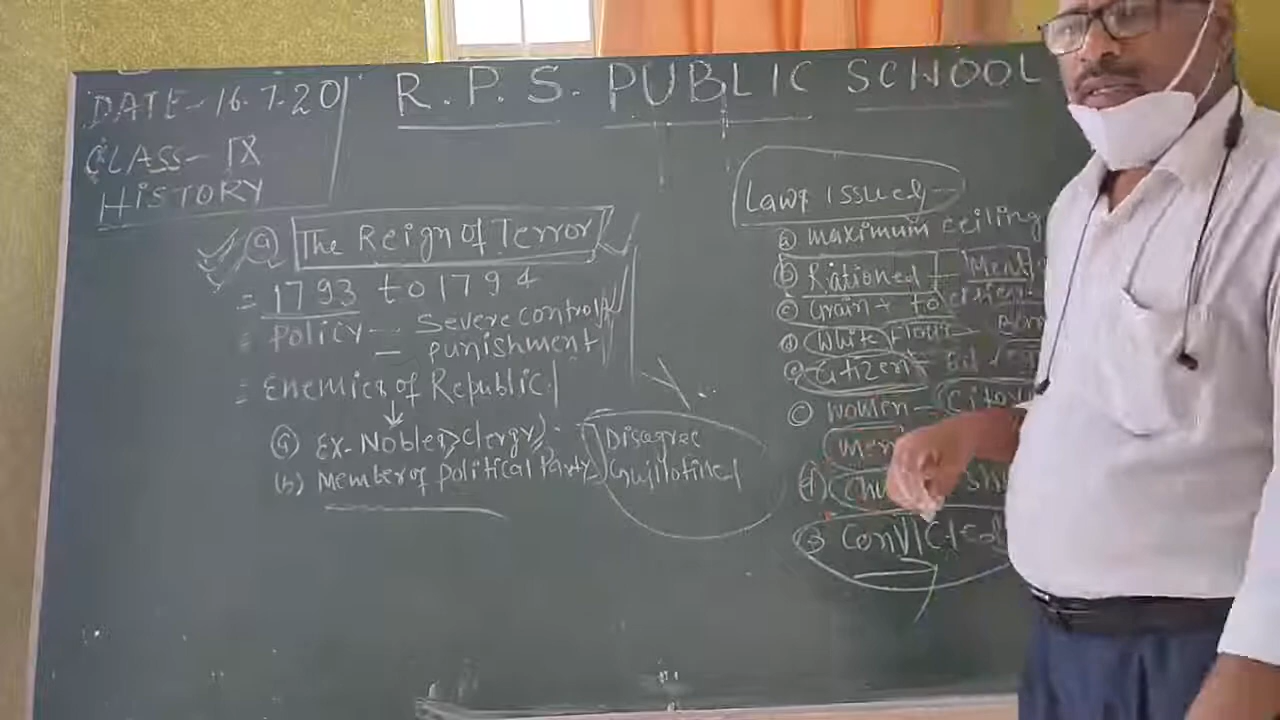 DATE-16.7.20
R.P.S. PUBLIC SCHOOL
CLASS-IX
HISTORY
(a) The Reign of Terror
= 1793 to 1794
= Policy - Severe control
- punishment
= Enemies of Republic
(a) Ex-Nobles, clergy
(b) Member of Political Party
Disagree
Guillotined
Laws issued -
(a) maximum ceiling
(b) Rationed - Meat
(c) Grain
(d) White Flour -
(e) citizen
women -
(f)
(g) convicted